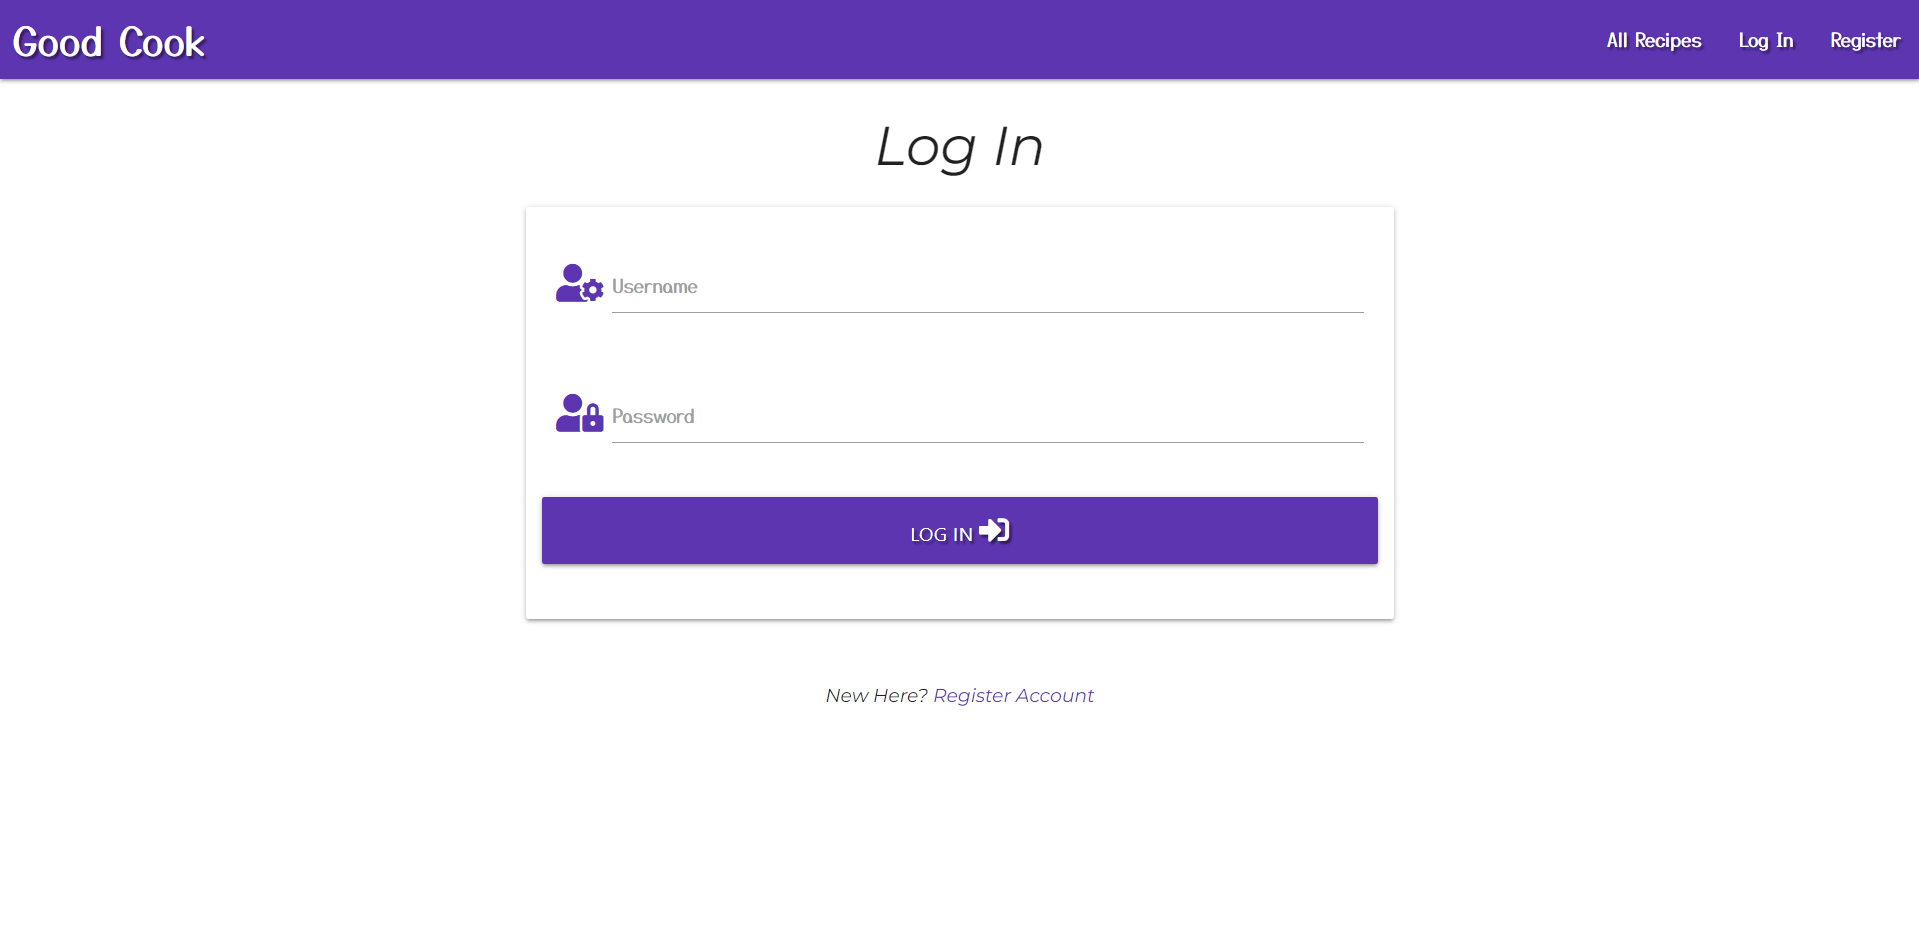 Good Cook
All Recipes
Log In
Register
Log In
Username
Password
LOG IN
New Here? Register Account